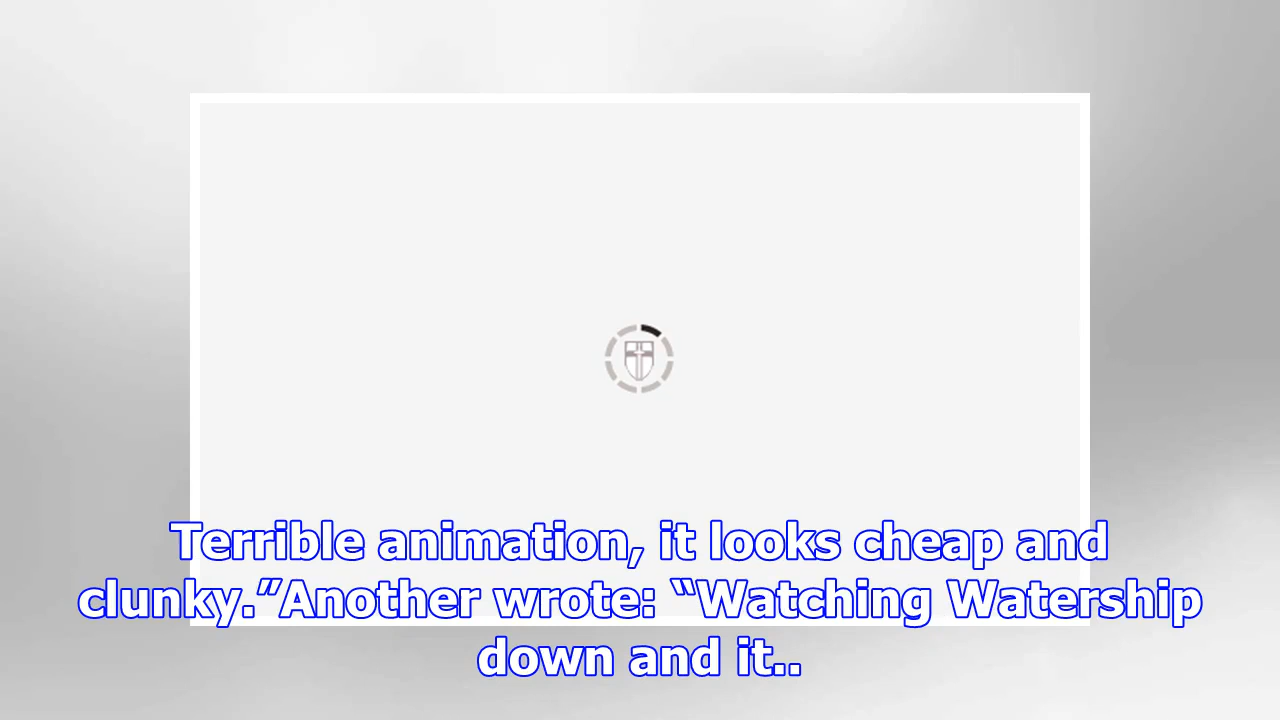 Terrible animation, it looks cheap and
clunky.”Another wrote: “Watching Watership
down and it..